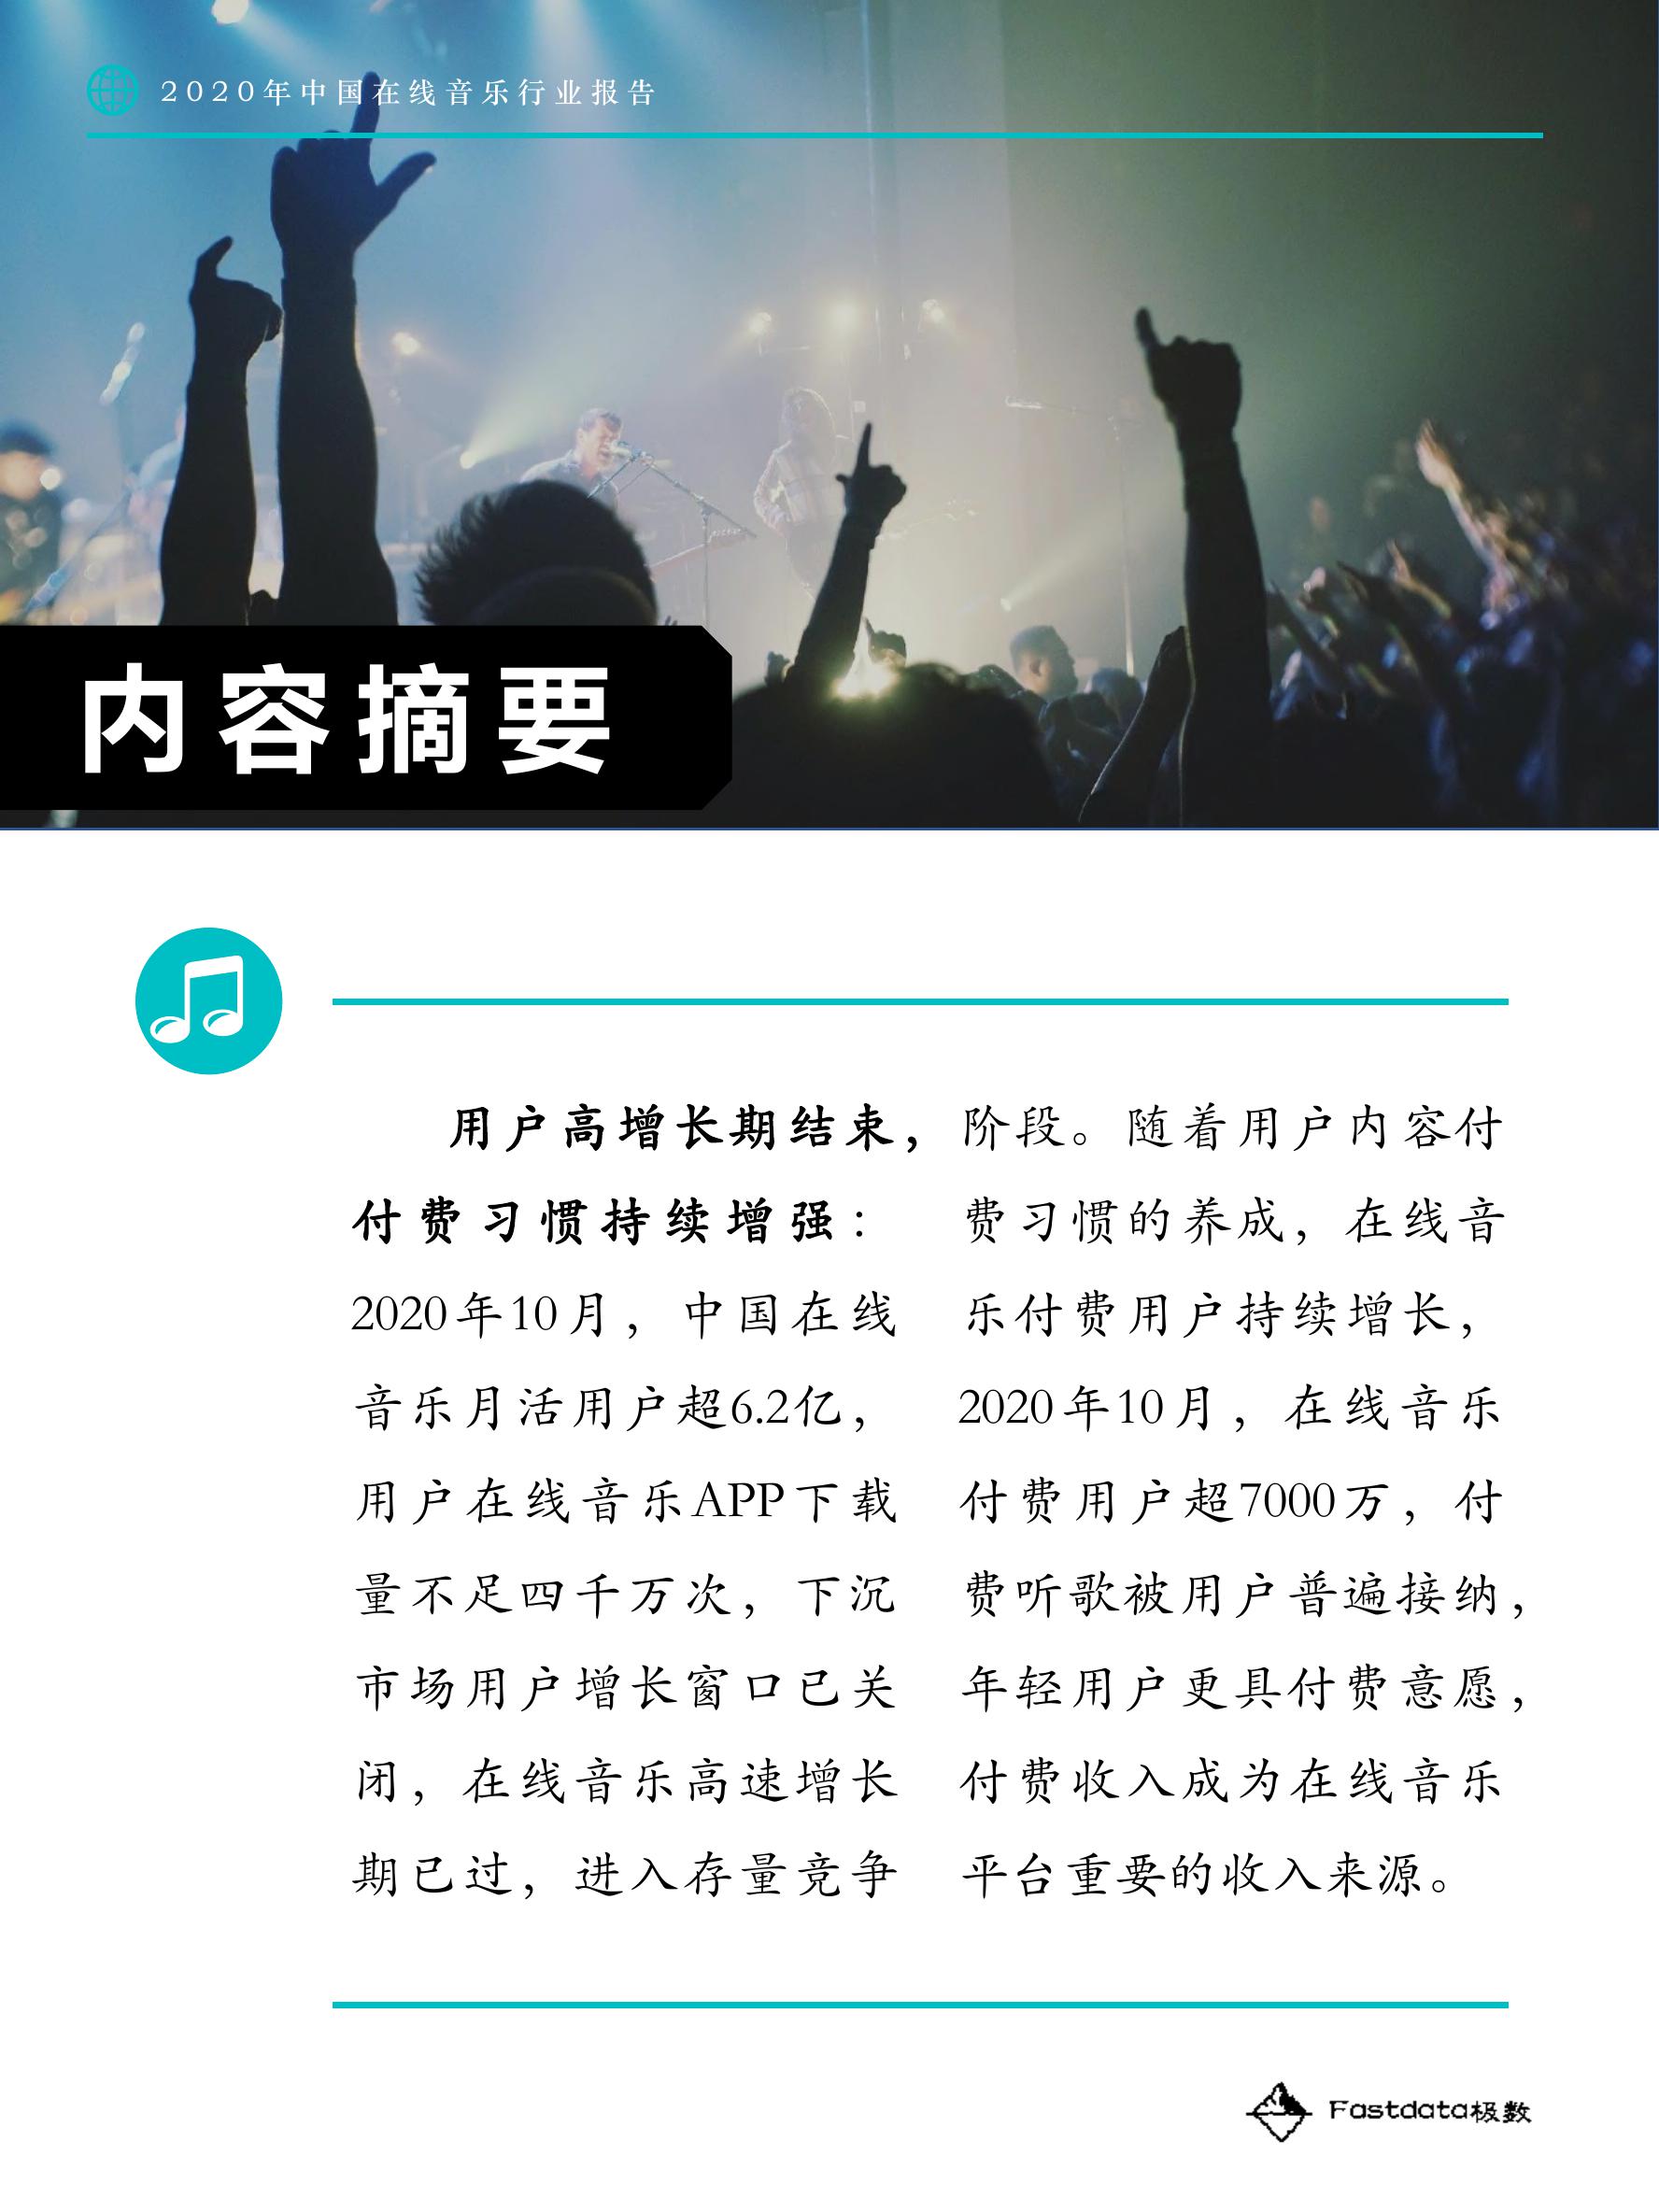 2020年中国在线音乐行业报告
内容摘要
用户高增长期结束，
付费习惯持续增强：
2020年10月，中国在线
音乐月活用户超6.2亿，
用户在线音乐APP下载
量不足四千万次，下沉
市场用户增长窗口已关
闭，在线音乐高速增长
期已过，进入存量竞争
阶段。随着用户内容付
费习惯的养成，在线音
乐付费用户持续增长，
2020年10月，在线音乐
付费用户超7000万，付
费听歌被用户普遍接纳，
年轻用户更具付费意愿，
付费收入成为在线音乐
平台重要的收入来源。
Fastdata极数